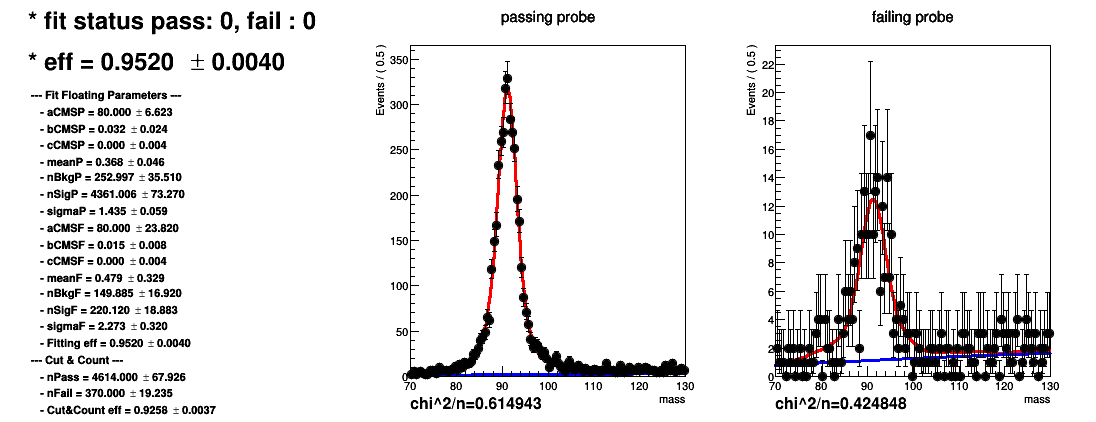 * fit status pass: 0, fail : 0
* eff = 0.9520 ± 0.0040
--- Fit Floating Parameters ---
- aCMSP = 80.000 ± 6.623
- bCMSP = 0.032 ± 0.024
- cCMSP = 0.000 ± 0.004
- meanP = 0.368 ± 0.046
- nBkgP = 252.997 ± 35.510
- nSigP = 4361.006 ± 73.270
- sigmaP = 1.435 ± 0.059
- aCMSF = 80.000 ± 23.820
- bCMSF = 0.015 ± 0.008
- cCMSF = 0.000 ± 0.004
- meanF = 0.479 ± 0.329
- nBkgF = 149.885 ± 16.920
- nSigF = 220.120 ± 18.883
- sigmaF = 2.273 ± 0.320
- Fitting eff = 0.9520 ± 0.0040
--- Cut & Count ---
- nPass = 4614.000 ± 67.926
- nFail = 370.000 ± 19.235
- Cut&Count eff = 0.9258 ± 0.0037
passing probe
Events / ( 0.5 )
350
300
250
200
150
100
50
0
70 80 90 100 110 120 130
mass
chi^2/n=0.614943
failing probe
Events / ( 0.5 )
22
20
18
16
14
12
10
8
6
4
2
0
70 80 90 100 110 120 130
mass
chi^2/n=0.424848